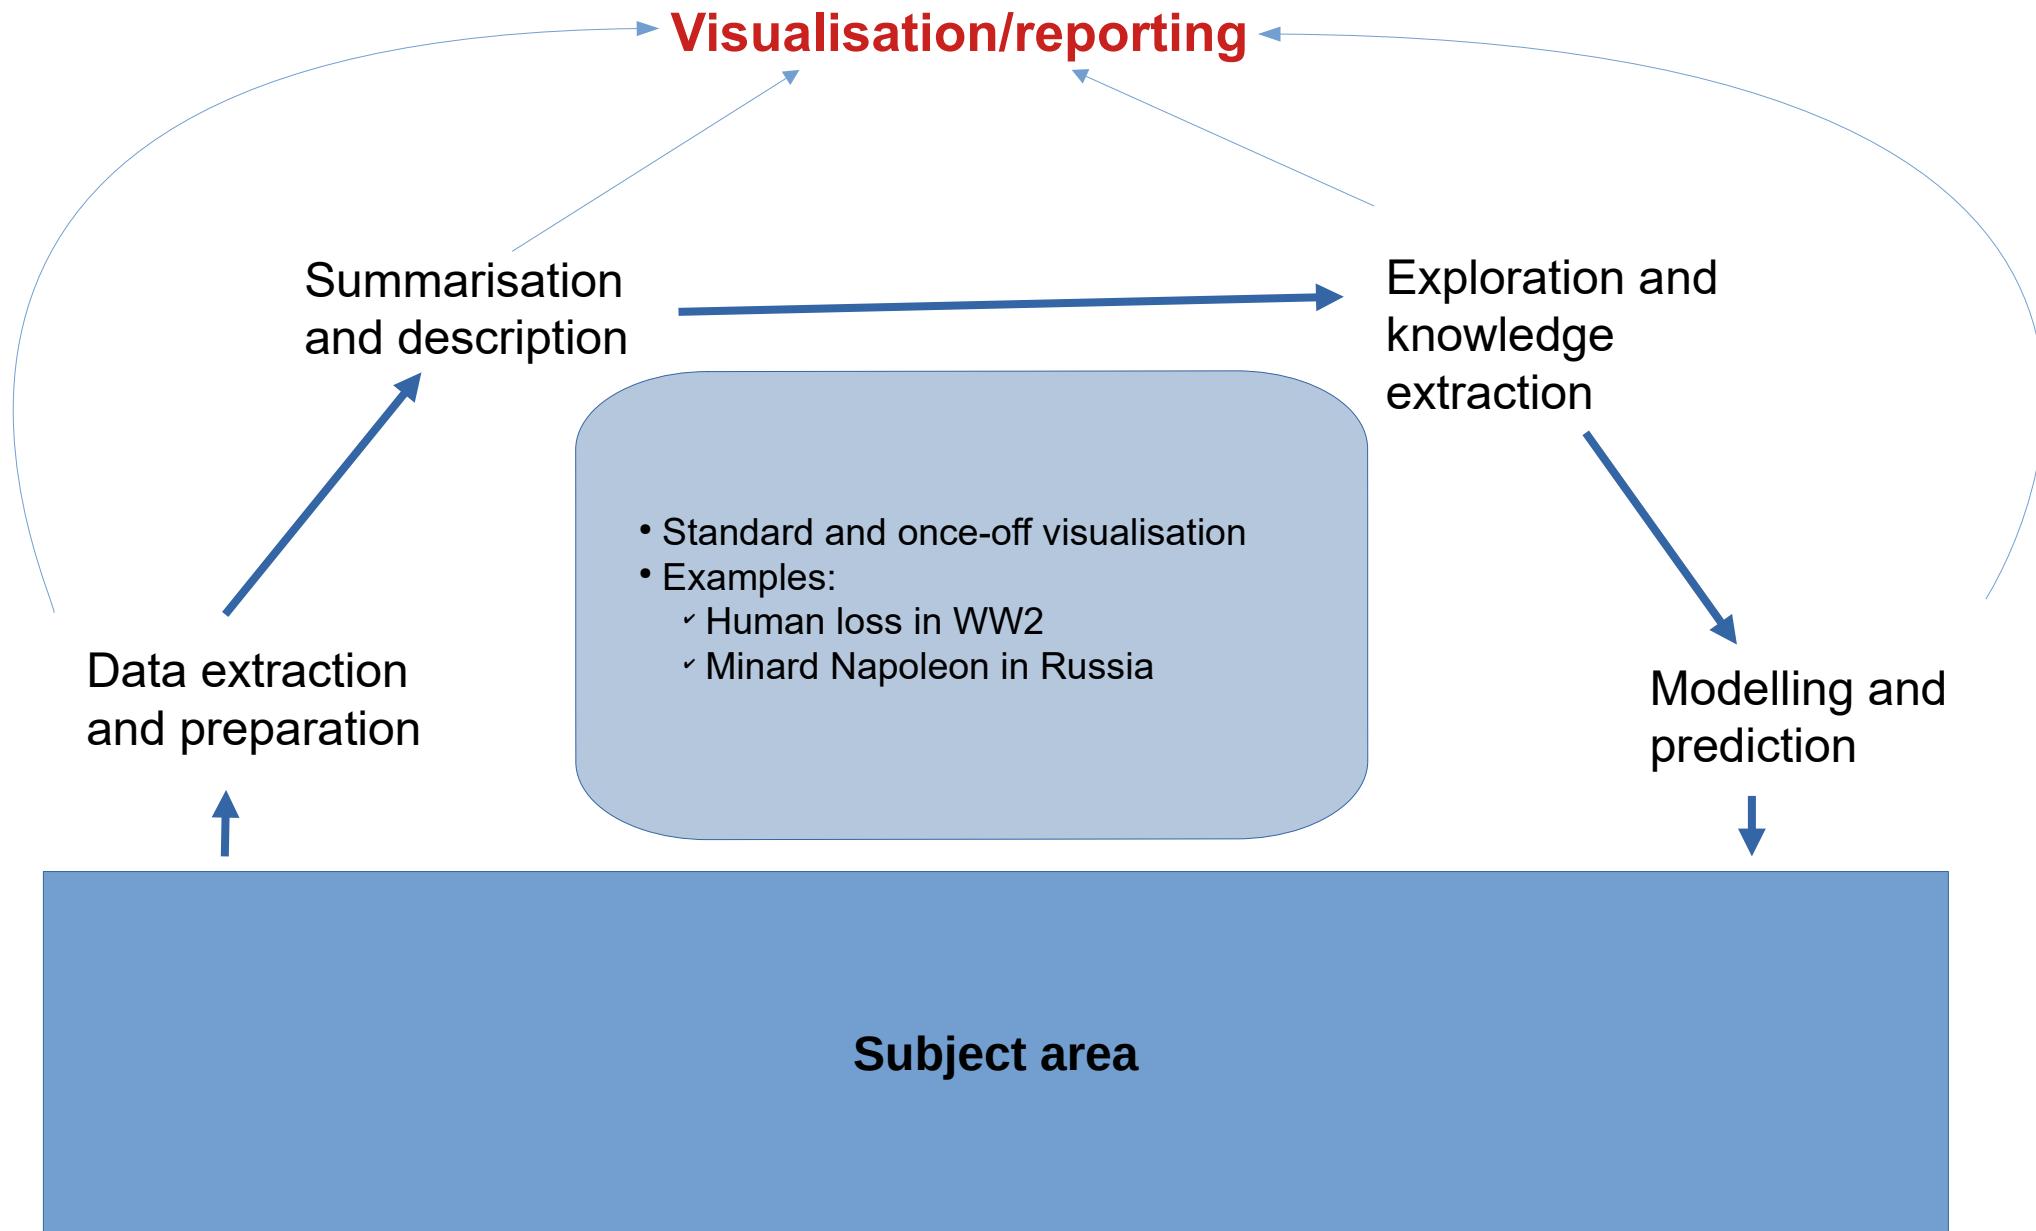 Visualisation/reporting
Summarisation
and description
Exploration and
knowledge
extraction
• Standard and once-off visualisation
• Examples:
✔ Human loss in WW2
✔ Minard Napoleon in Russia
Data extraction
and preparation
Modelling and
prediction
Subject area